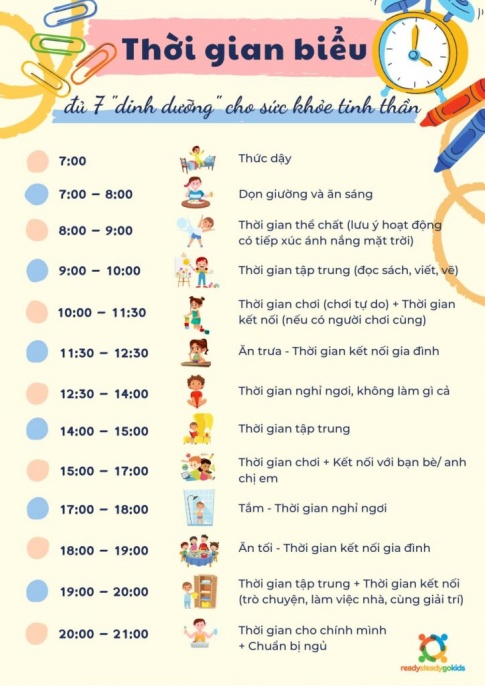 Thời gian biểu
đủ 7 "dinh dưỡng" cho sức khỏe tinh thần
7:00
Thức dậy
7:00 – 8:00
Dọn giường và ăn sáng
8:00 – 9:00
Thời gian thể chất (lưu ý hoạt động
có tiếp xúc ánh nắng mặt trời)
9:00 – 10:00
Thời gian tập trung (đọc sách, viết, vẽ)
10:00 – 11:30
Thời gian chơi (chơi tự do) + Thời gian
kết nối (nếu có người chơi cùng)
11:30 – 12:30
Ăn trưa - Thời gian kết nối gia đình
12:30 – 14:00
Thời gian nghỉ ngơi, không làm gì cả
14:00 – 15:00
Thời gian tập trung
15:00 – 17:00
Thời gian chơi + Kết nối với bạn bè/ anh
chị em
17:00 – 18:00
Tắm - Thời gian nghỉ ngơi
18:00 – 19:00
Ăn tối - Thời gian kết nối gia đình
19:00 – 20:00
Thời gian tập trung + Thời gian kết nối
(trò chuyện, làm việc nhà, cùng giải trí)
20:00 – 21:00
Thời gian cho chính mình
+ Chuẩn bị ngủ
readysteadygokids